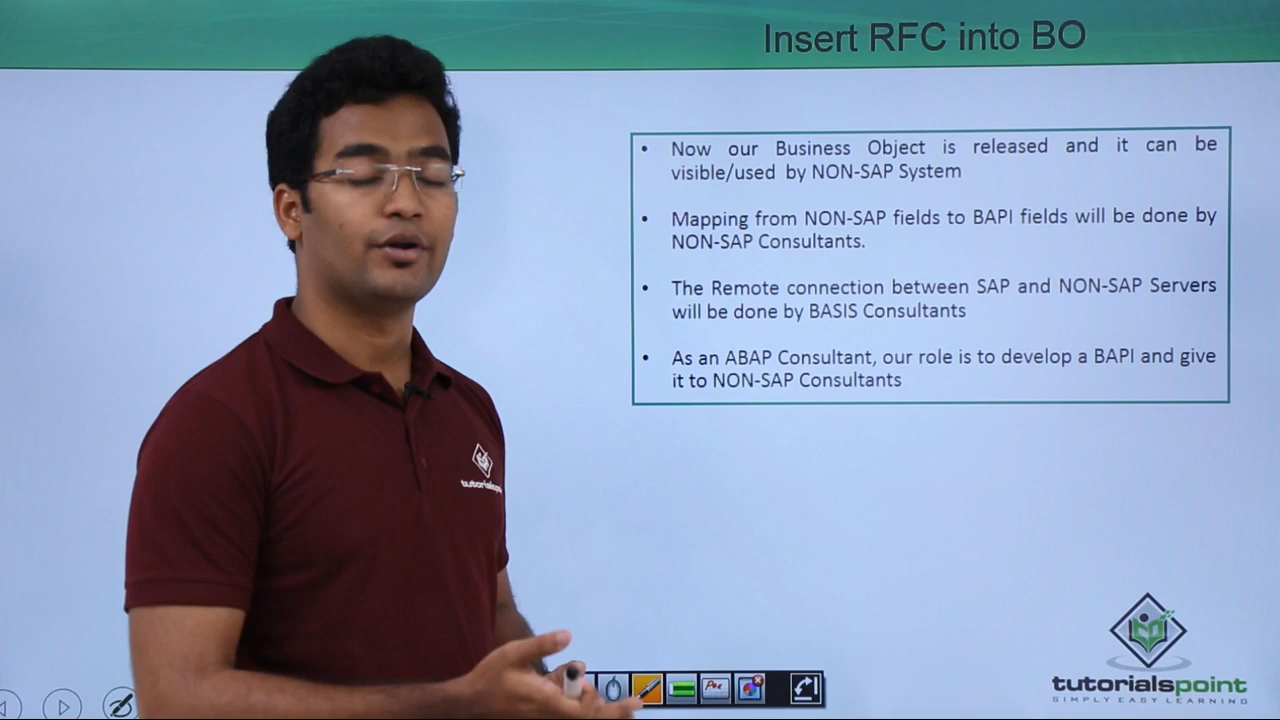 Insert RFC into BO
• Now our Business Object is released and it can be
visible/used by NON-SAP System
• Mapping from NON-SAP fields to BAPI fields will be done by
NON-SAP Consultants.
• The Remote connection between SAP and NON-SAP Servers
will be done by BASIS Consultants
• As an ABAP Consultant, our role is to develop a BAPI and give
it to NON-SAP Consultants
tutorialspoint
SIMPLY EASY LEARNING